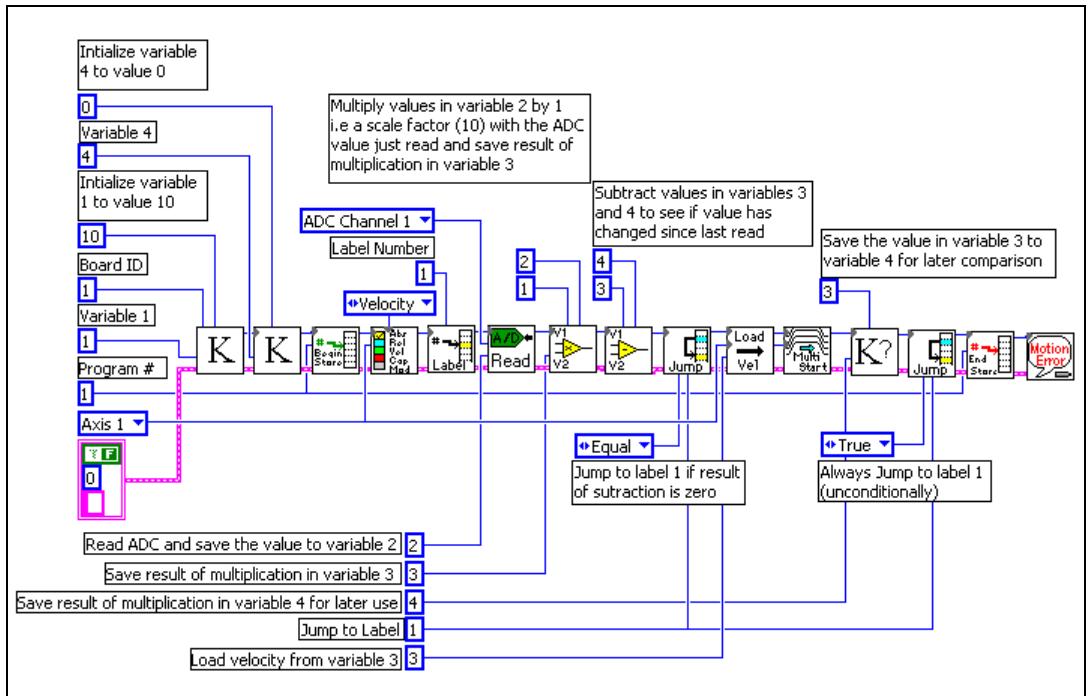 Intialize variable
4 to value 0
0
Variable 4
4
Intialize variable
1 to value 10
10
Board ID
1
Variable 1
1
Program #
1
Axis 1
F
0
Multiply values in variable 2 by 1
i.e a scale factor (10) with the ADC
value just read and save result of
multiplication in variable 3
ADC Channel 1
Label Number
1
Velocity
2
1
Subtract values in variables 3
and 4 to see if value has
changed since last read
4
3
Save the value in variable 3 to
variable 4 for later comparison
3
K
K
#
Begin
Store
Abs
Rel
Vel
Cap
Mod
#
Label
A/D
Read
V1
x
V2
V1
-
V2
Jump
Load
Vel
Multi
Start
K?
Jump
#
End
Store
Motion
Error
Equal
Jump to label 1 if result
of sutraction is zero
True
Always Jump to label 1
(unconditionally)
Read ADC and save the value to variable 2 2
Save result of multiplication in variable 3 3
Save result of multiplication in variable 4 for later use 4
Jump to Label 1
Load velocity from variable 3 3